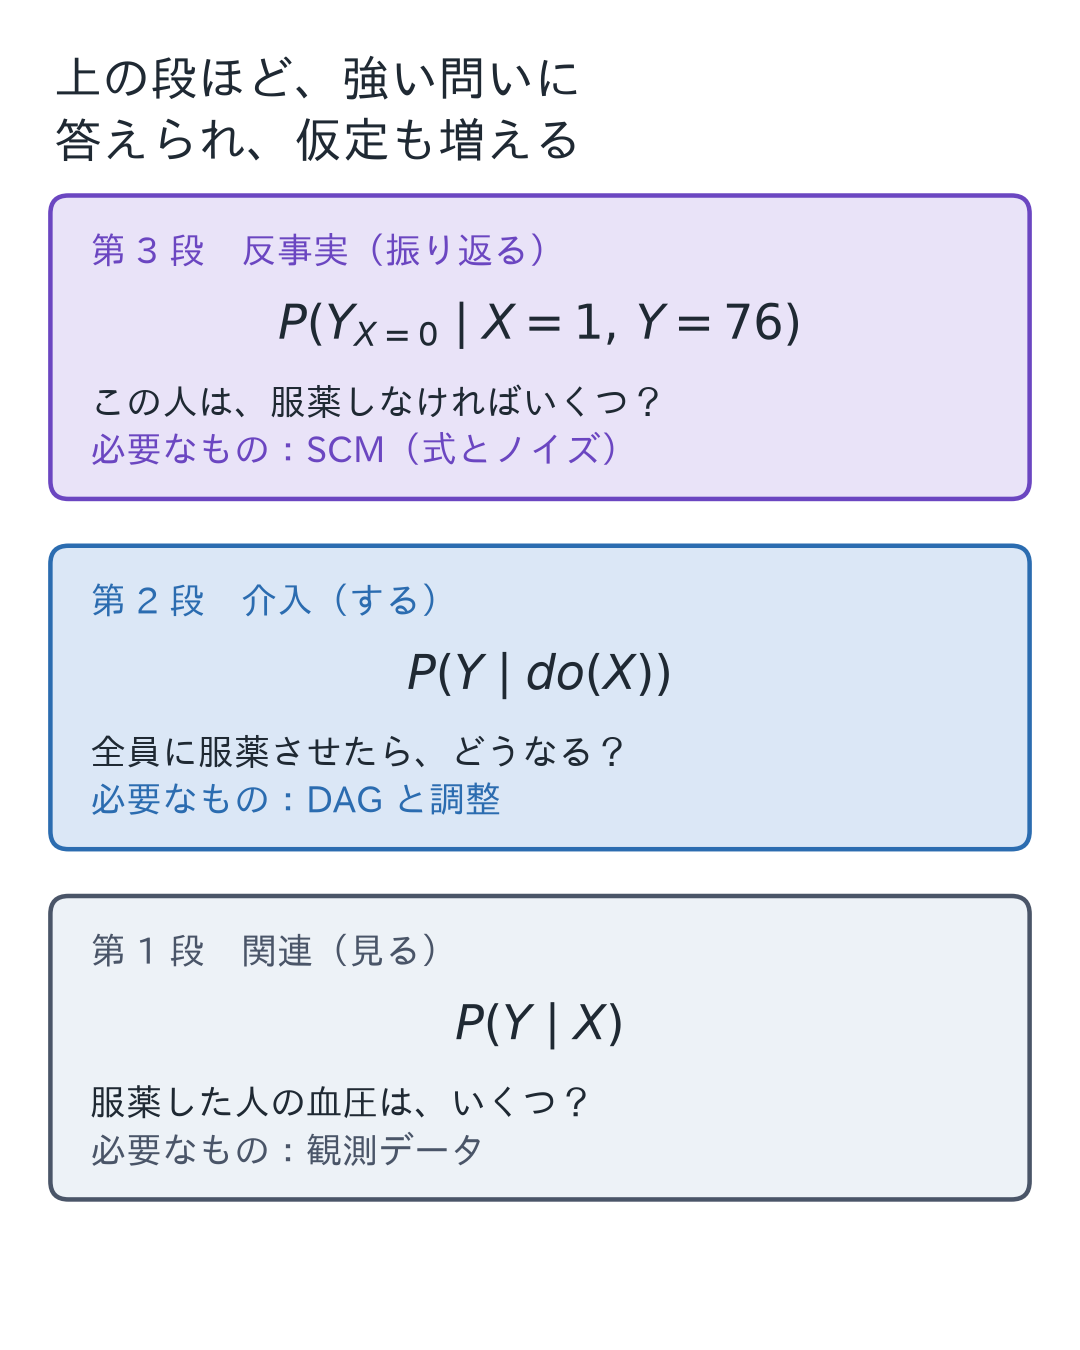 上の段ほど、強い問いに
答えられ、仮定も増える
第 3 段　反事実（振り返る）
P(Y_{X=0} | X = 1, Y = 76)
この人は、服薬しなければいくつ？
必要なもの：SCM（式とノイズ）
第 2 段　介入（する）
P(Y | do(X))
全員に服薬させたら、どうなる？
必要なもの：DAG と調整
第 1 段　関連（見る）
P(Y | X)
服薬した人の血圧は、いくつ？
必要なもの：観測データ